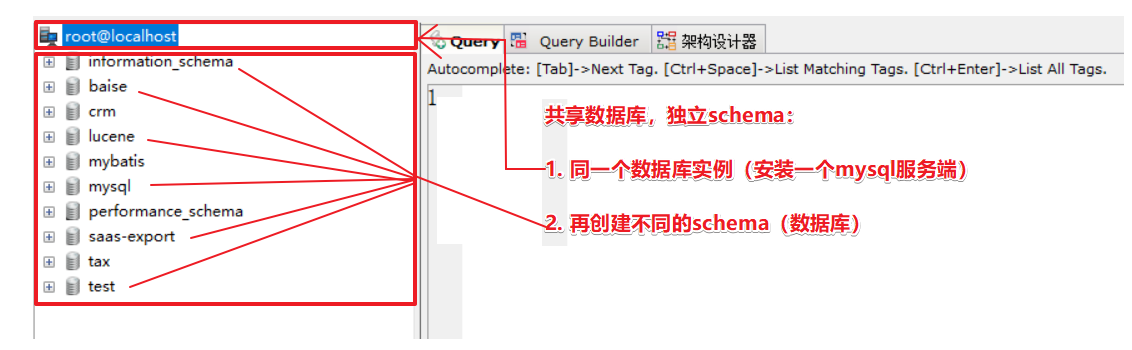 root@localhost
information_schema
baise
crm
lucene
mybatis
mysql
performance_schema
saas-export
tax
test
Query
Query Builder
架构设计器
Autocomplete: [Tab]->Next Tag. [Ctrl+Space]->List Matching Tags. [Ctrl+Enter]->List All Tags.
1
共享数据库，独立schema：
1. 同一个数据库实例（安装一个mysql服务端）
2. 再创建不同的schema（数据库）